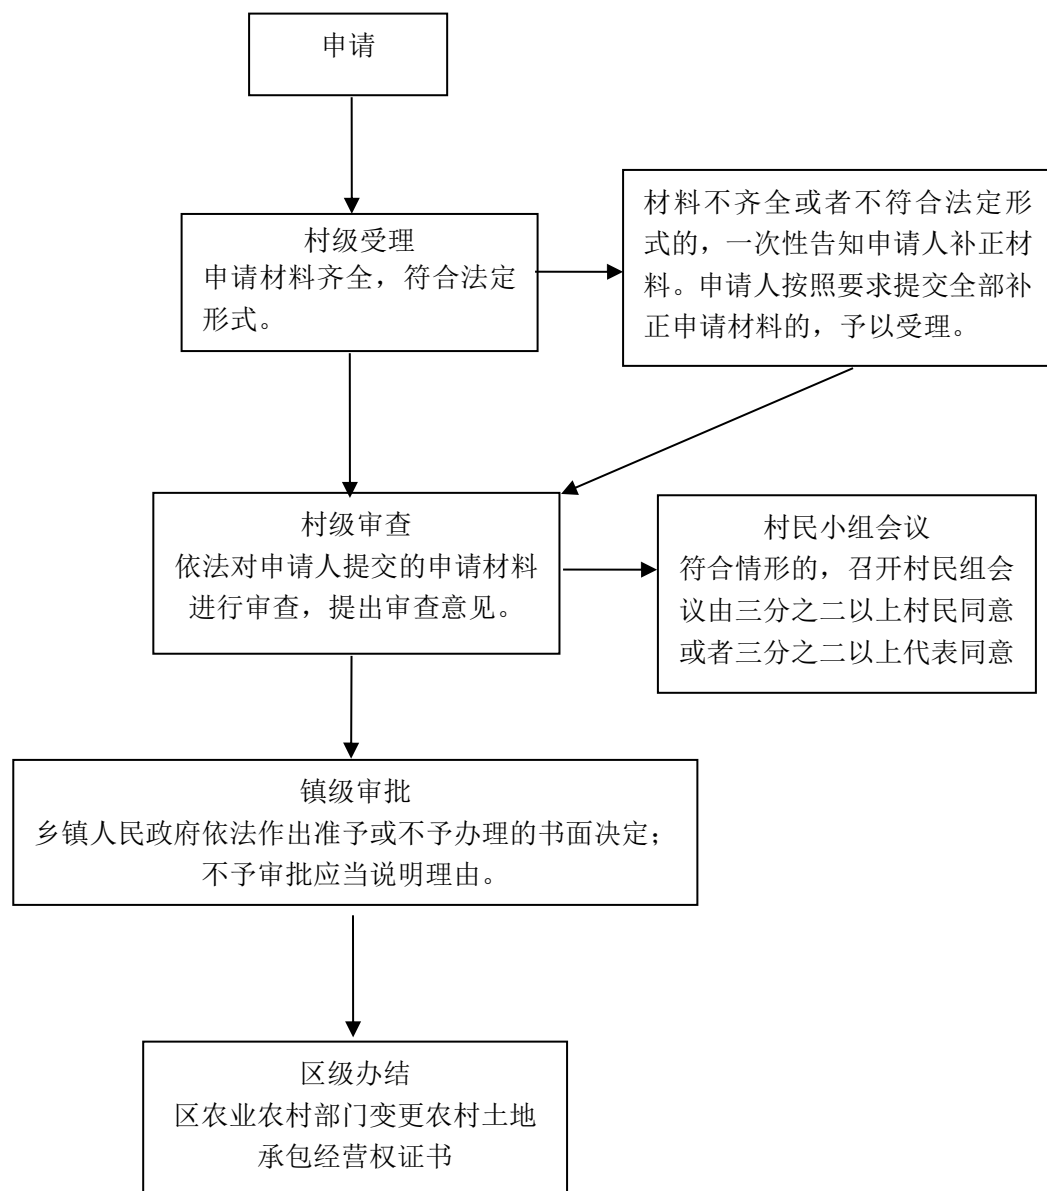 申请
村级受理
申请材料齐全，符合法定
形式。
材料不齐全或者不符合法定形
式的，一次性告知申请人补正材
料。申请人按照要求提交全部补
正申请材料的，予以受理。
村级审查
依法对申请人提交的申请材料
进行审查，提出审查意见。
村民小组会议
符合情形的，召开村民组会
议由三分之二以上村民同意
或者三分之二以上代表同意
镇级审批
乡镇人民政府依法作出准予或不予办理的书面决定；
不予审批应当说明理由。
区级办结
区农业农村部门变更农村土地
承包经营权证书